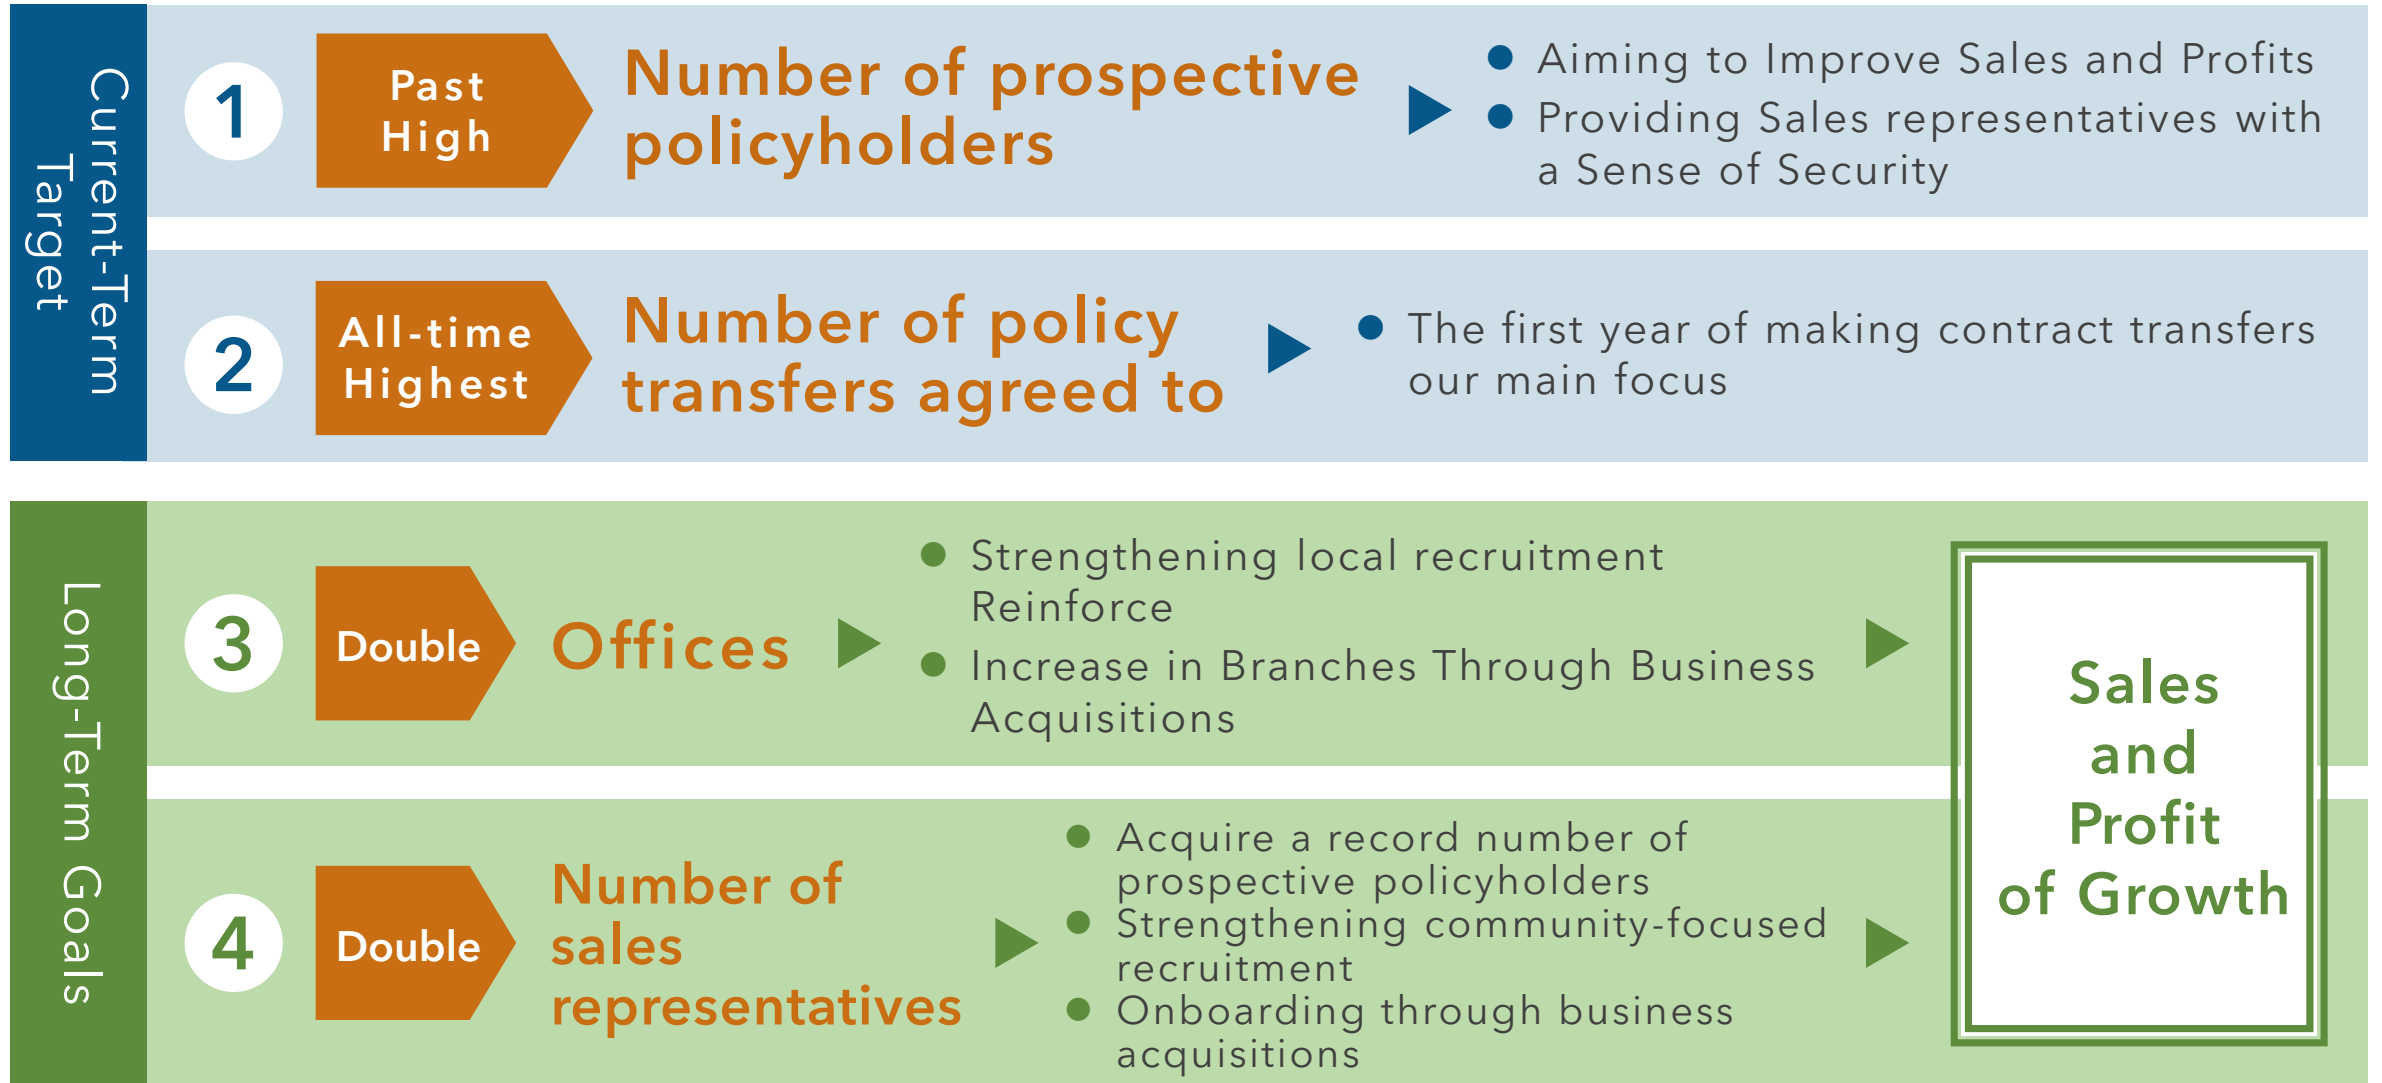 Current-Term
Target
1
Past
High
Number of prospective
policyholders
Aiming to Improve Sales and Profits
Providing Sales representatives with
a Sense of Security
2
All-time
Highest
Number of policy
transfers agreed to
The first year of making contract transfers
our main focus
Long-Term Goals
3
Double
Offices
Strengthening local recruitment
Reinforce
Increase in Branches Through Business
Acquisitions
4
Double
Number of
sales
representatives
Acquire a record number of
prospective policyholders
Strengthening community-focused
recruitment
Onboarding through business
acquisitions
Sales
and
Profit
of Growth